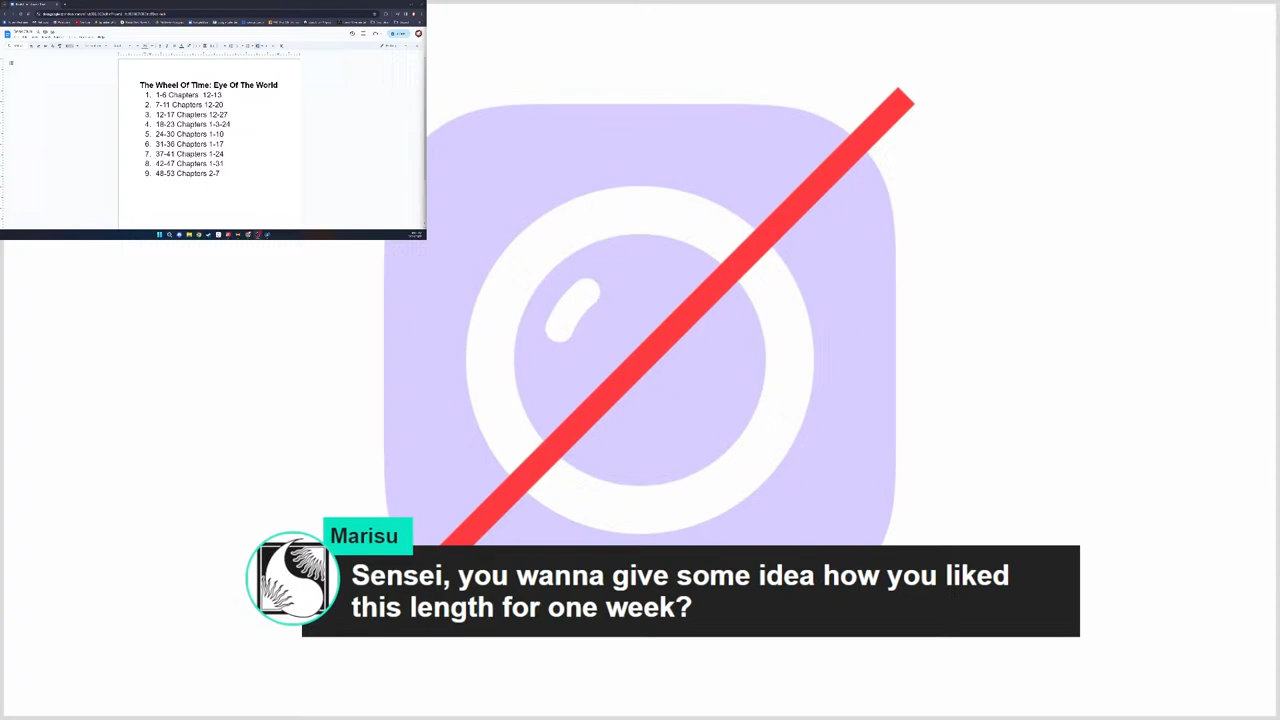 The Wheel Of Time: Eye Of The World
1. 1-6 Chapters 12-13
2. 7-11 Chapters 12-20
3. 12-17 Chapters 12-27
4. 18-23 Chapters 1-3-24
5. 24-30 Chapters 1-10
6. 31-36 Chapters 1-17
7. 37-41 Chapters 1-24
8. 42-47 Chapters 1-31
9. 48-53 Chapters 2-7
Marisu
Sensei, you wanna give some idea how you liked
this length for one week?